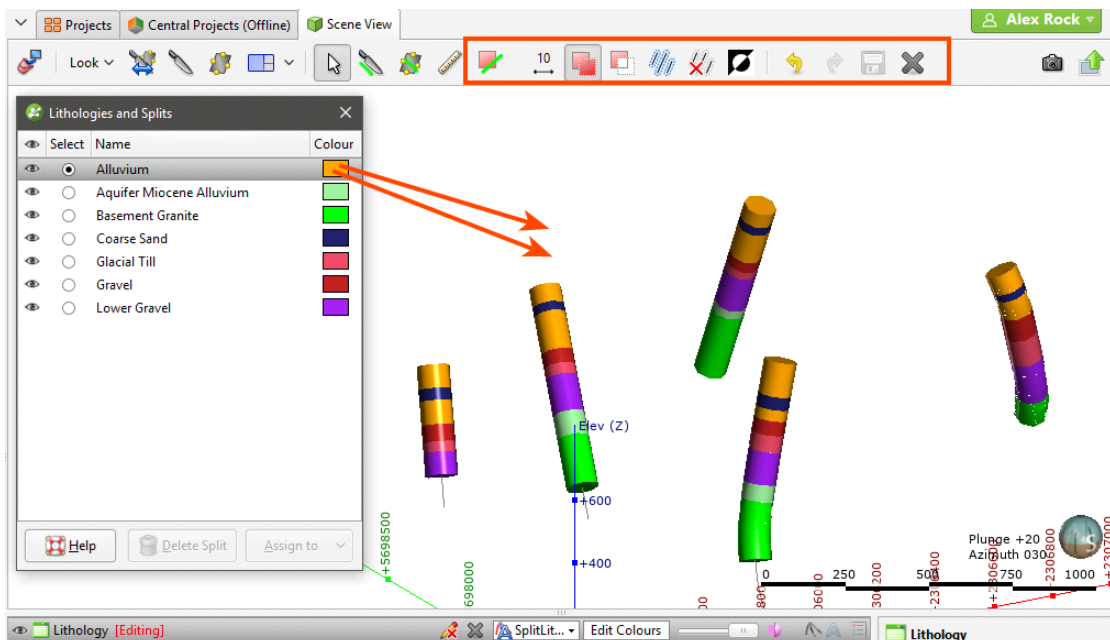 Projects
Central Projects (Offline)
Scene View
Alex Rock
Look
10
Lithologies and Splits
Select Name Colour
Alluvium
Aquifer Miocene Alluvium
Basement Granite
Coarse Sand
Glacial Till
Gravel
Lower Gravel
Help
Delete Split
Assign to
Elev (Z)
+600
+400
+5698500
698000
Plunge +20
Azimuth 030
0 250 500 750 1000
+2306800
+2307000
Lithology [Editing]
SplitLit...
Edit Colours
Lithology